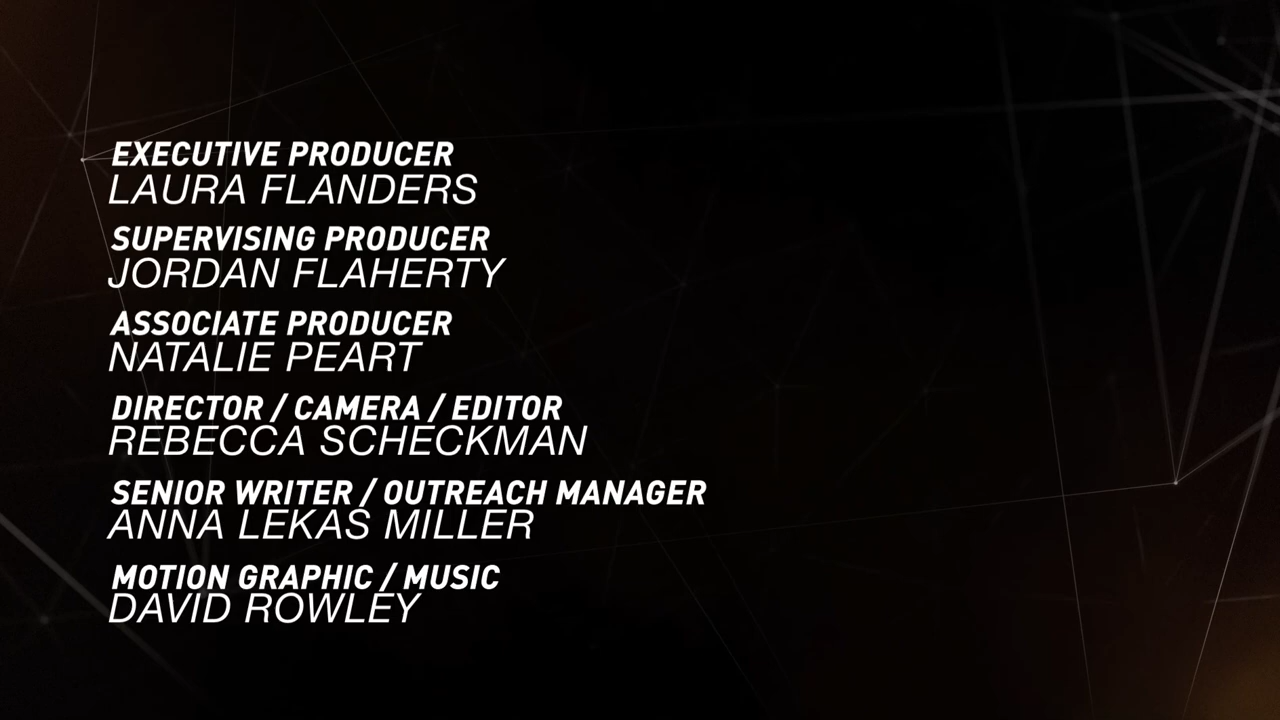 EXECUTIVE PRODUCER
LAURA FLANDERS
SUPERVISING PRODUCER
JORDAN FLAHERTY
ASSOCIATE PRODUCER
NATALIE PEART
DIRECTOR / CAMERA / EDITOR
REBECCA SCHECKMAN
SENIOR WRITER / OUTREACH MANAGER
ANNA LEKAS MILLER
MOTION GRAPHIC / MUSIC
DAVID ROWLEY